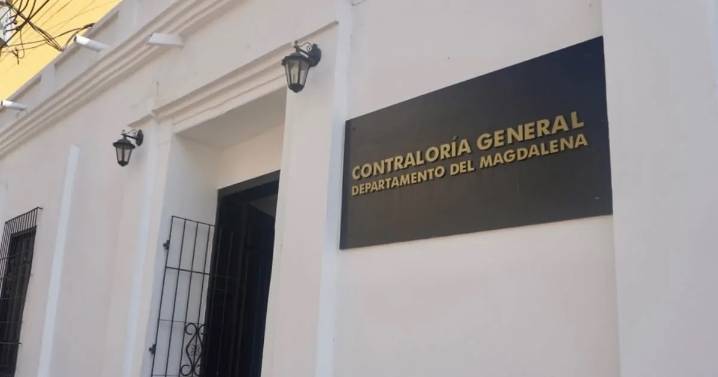 CONTRALORÍA GENERAL
DEPARTAMENTO DEL MAGDALENA